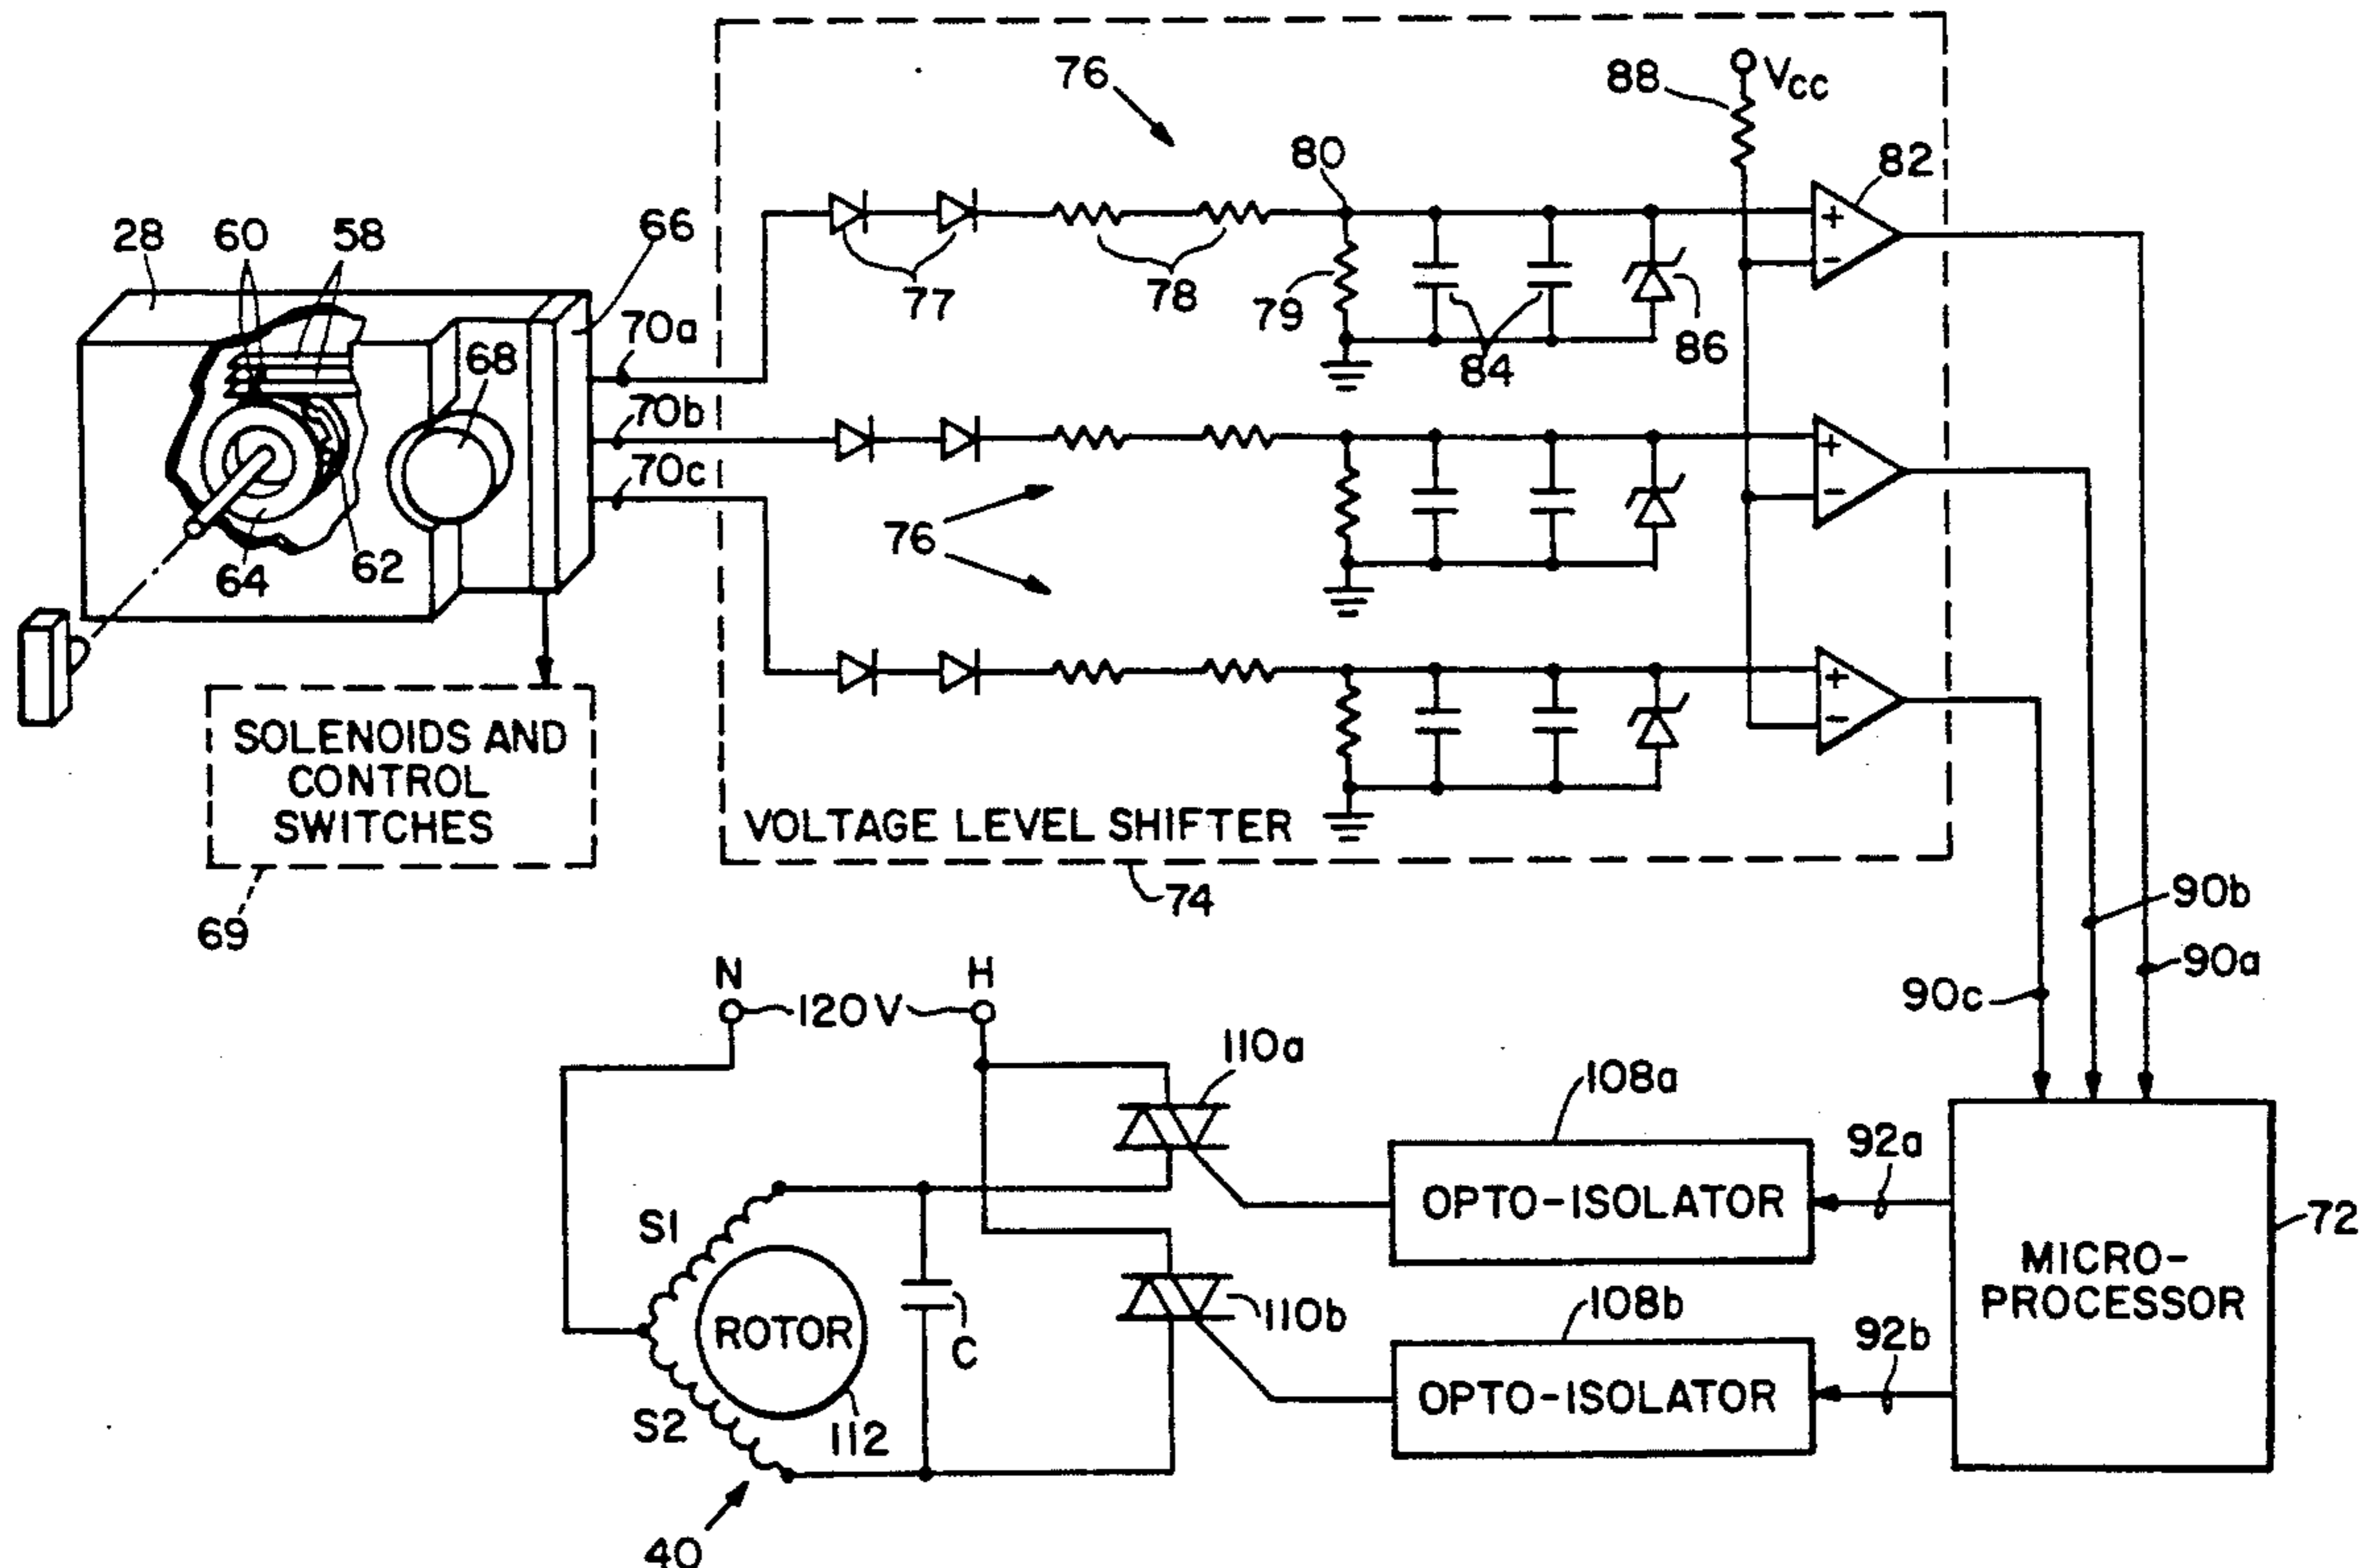 76
88
VCC
80
82
28
60
58
66
77
78
79
84
86
70a
68
70b
70c
76
64
62
SOLENOIDS AND
CONTROL
SWITCHES
VOLTAGE LEVEL SHIFTER
74
69
90b
90a
90c
N
H
120V
110a
108a
92a
S1
OPTO-ISOLATOR
72
MICRO-
PROCESSOR
110b
108b
ROTOR
C
92b
OPTO-ISOLATOR
S2
112
40
+
-
+
-
+
-